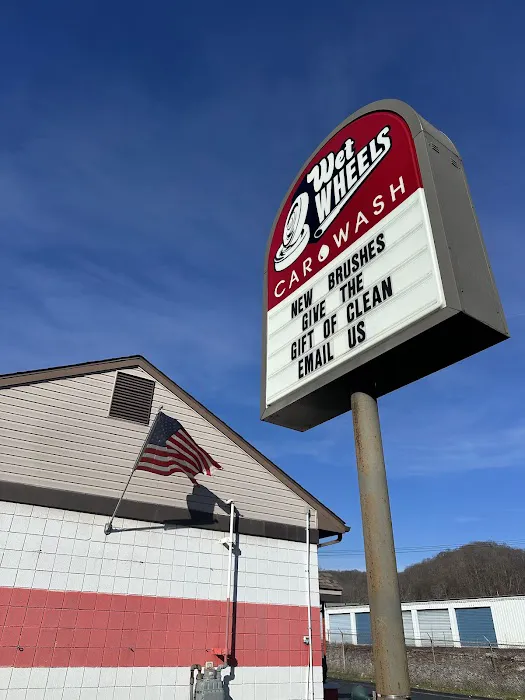 Wet
WHEELS
CAR WASH
NEW BRUSHES
GIVE THE
GIFT OF CLEAN
EMAIL US